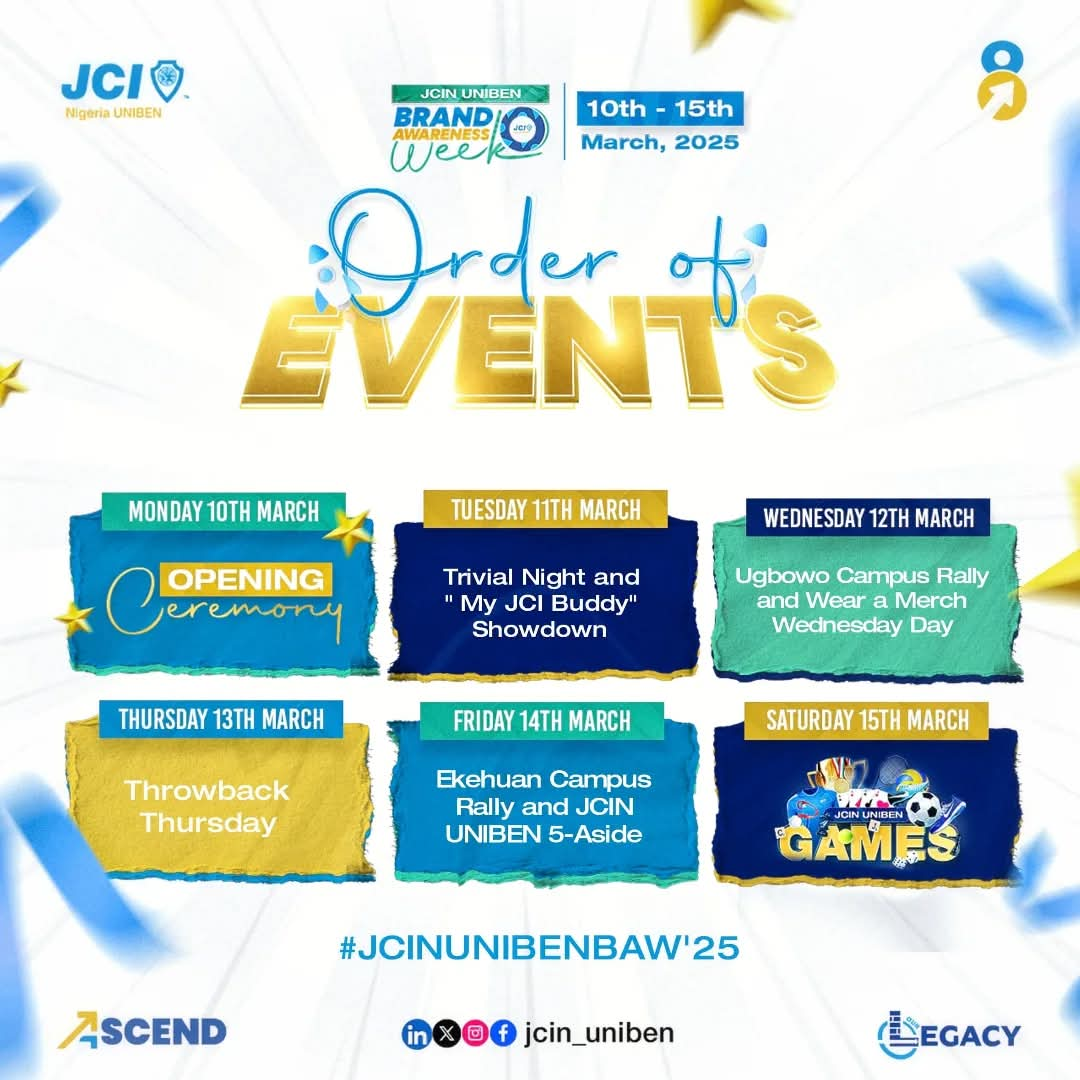 JCI
Nigeria UNIBEN
JCIN UNIBEN
BRAND
AWARENESS
Week
JCI
10th - 15th
March, 2025
Order of
EVENTS
MONDAY 10TH MARCH
OPENING
Ceremony
TUESDAY 11TH MARCH
Trivial Night and
" My JCI Buddy"
Showdown
WEDNESDAY 12TH MARCH
Ugbowo Campus Rally
and Wear a Merch
Wednesday Day
THURSDAY 13TH MARCH
Throwback
Thursday
FRIDAY 14TH MARCH
Ekehuan Campus
Rally and JCIN
UNIBEN 5-Aside
SATURDAY 15TH MARCH
JCIN UNIBEN
GAMES
#JCINUNIBENBAW'25
ASCEND
jcin_uniben
OUR
LEGACY